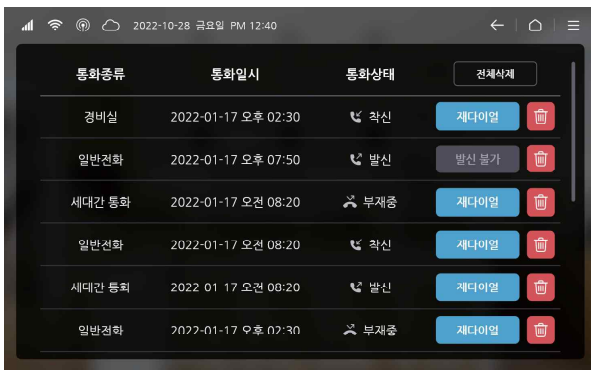 2022-10-28 금요일 PM 12:40
통화종류 통화일시 통화상태 전체삭제
경비실 2022-01-17 오후 02:30 착신 재다이얼
일반전화 2022-01-17 오후 07:50 발신 발신 불가
세대간 통화 2022-01-17 오전 08:20 부재중 재다이얼
일반전화 2022-01-17 오전 08:20 착신 재다이얼
세대간 통화 2022-01-17 오전 08:20 발신 재다이얼
일반전화 2022-01-17 오후 02:30 부재중 재다이얼